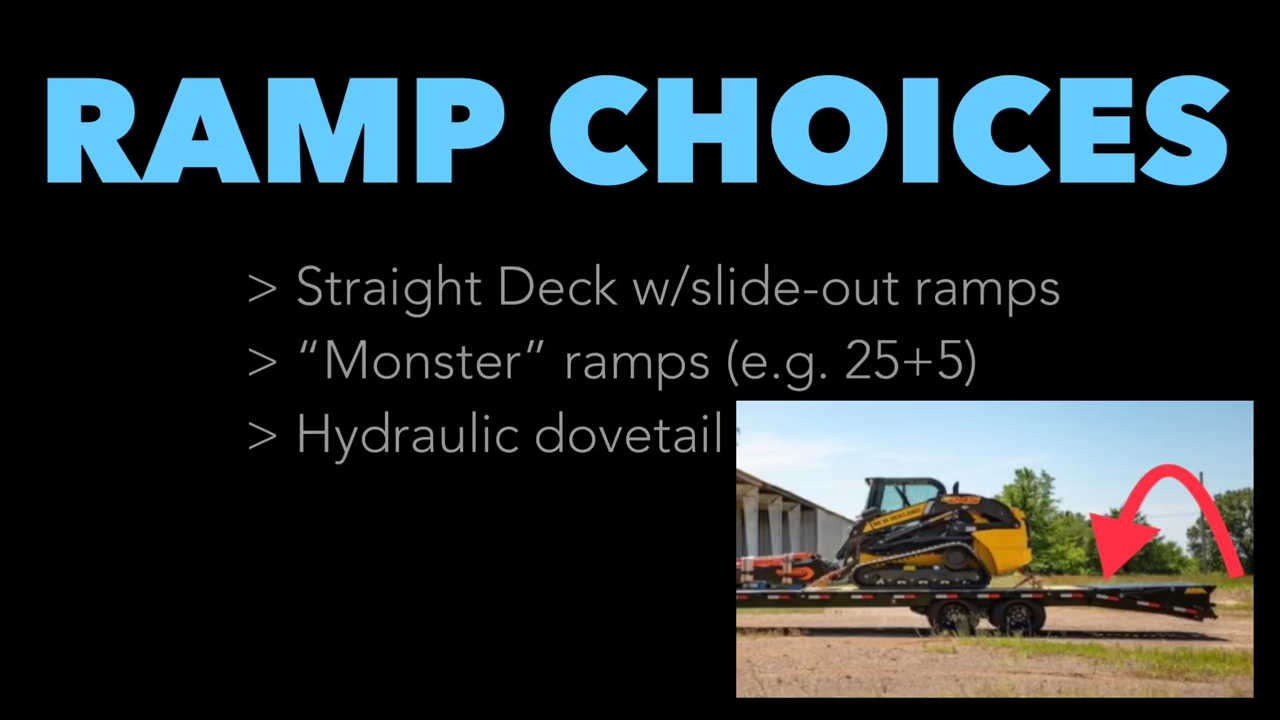 RAMP CHOICES
> Straight Deck w/slide-out ramps
> “Monster” ramps (e.g. 25+5)
> Hydraulic dovetail